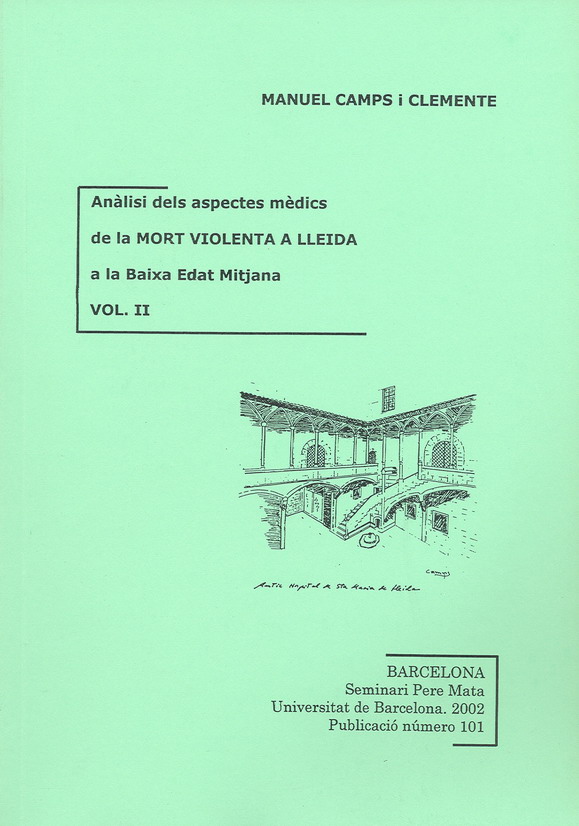 MANUEL CAMPS i CLEMENTE
Anàlisi dels aspectes mèdics
de la MORT VIOLENTA A LLEIDA
a la Baixa Edat Mitjana
VOL. II
Camps
Antic Hospital de Sta Maria de Lleida
BARCELONA
Seminari Pere Mata
Universitat de Barcelona. 2002
Publicació número 101